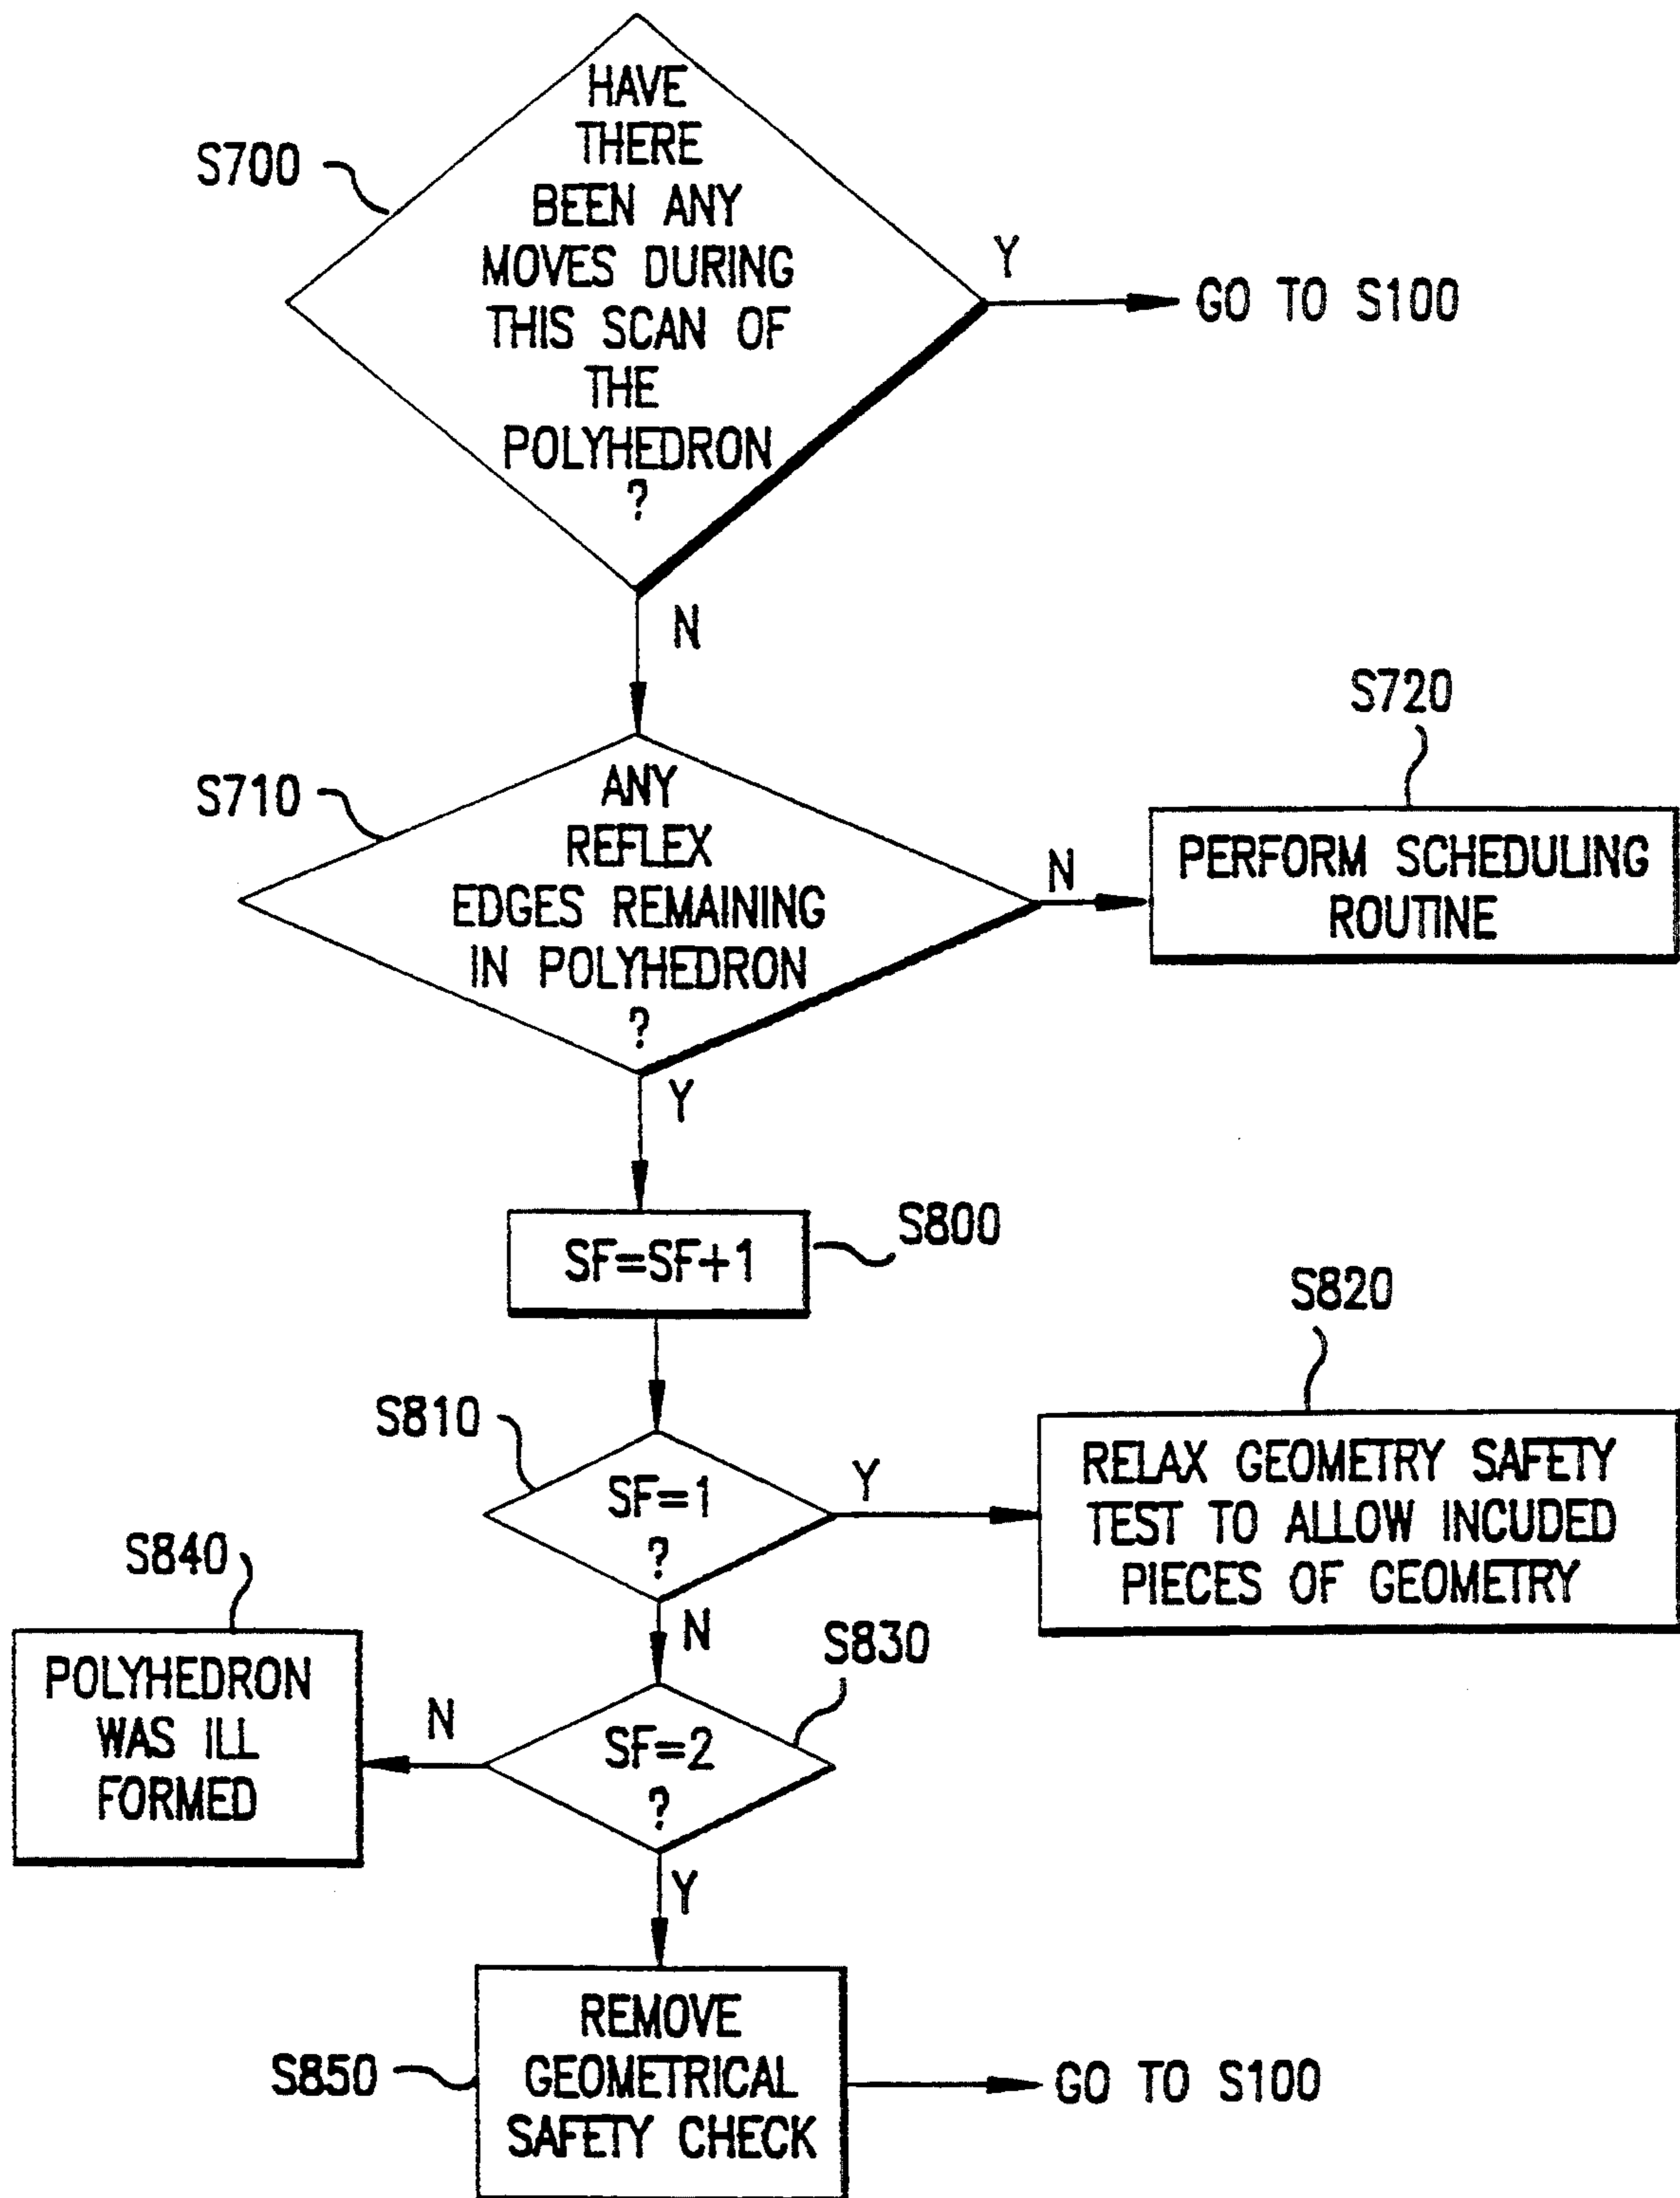 HAVE
THERE
BEEN ANY
MOVES DURING
THIS SCAN OF
THE
POLYHEDRON
?
S700
Y
GO TO S100
N
S710
ANY
REFLEX
EDGES REMAINING
IN POLYHEDRON
?
N
S720
PERFORM SCHEDULING
ROUTINE
Y
SF=SF+1
S800
S810
SF=1
?
Y
S820
RELAX GEOMETRY SAFETY
TEST TO ALLOW INCUDED
PIECES OF GEOMETRY
N
S830
SF=2
?
N
S840
POLYHEDRON
WAS ILL
FORMED
Y
S850
REMOVE
GEOMETRICAL
SAFETY CHECK
GO TO S100